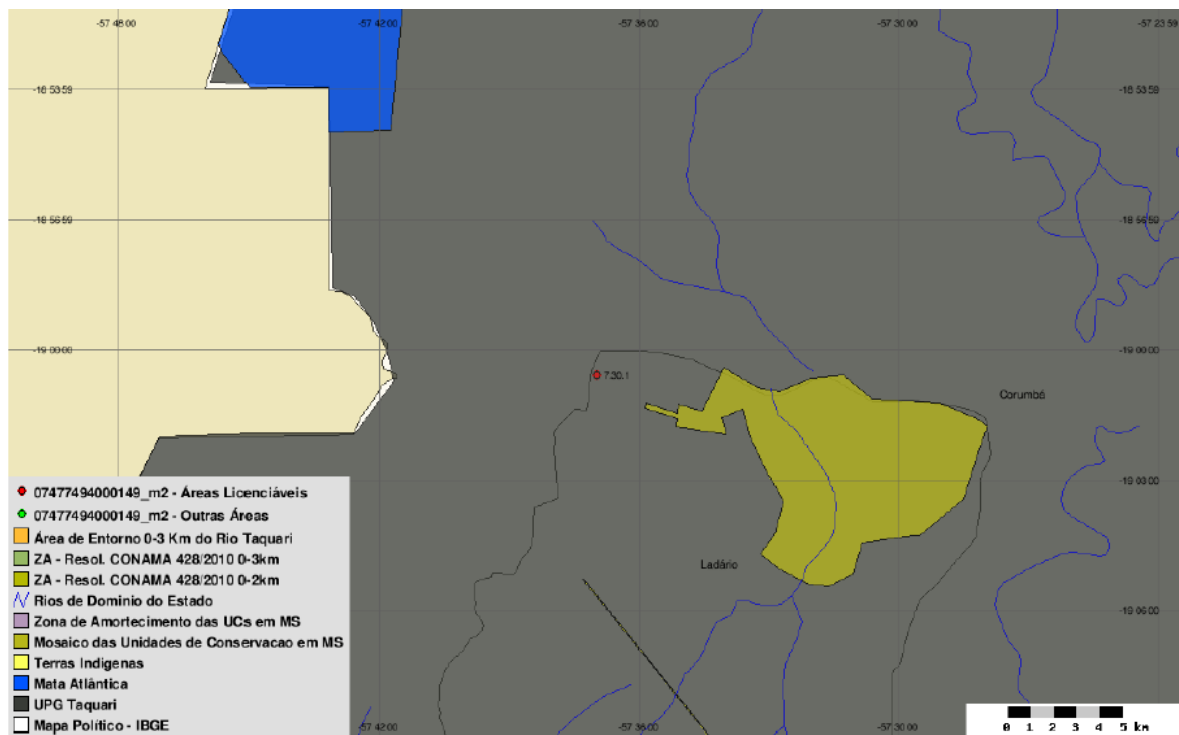 -57 48 00 -57 42 00 -57 36 00 -57 30 00 -57 23 59
-18 53 59 -18 53 59
-18 56 59 -18 56 59
-19 00 00 -19 00 00
7.30.1
Corumbá
-19 03 00 -19 03 00
Ladário
-19 06 00
07477494000149_m2 - Áreas Licenciáveis
07477494000149_m2 - Outras Áreas
Área de Entorno 0-3 Km do Rio Taquari
ZA - Resol. CONAMA 428/2010 0-3km
ZA - Resol. CONAMA 428/2010 0-2km
Rios de Dominio do Estado
Zona de Amortecimento das UCs em MS
Mosaico das Unidades de Conservacao em MS
Terras Indigenas
Mata Atlântica
UPG Taquari
Mapa Político - IBGE
-57 42 00 -57 36 00 -57 30 00
0 1 2 3 4 5 km